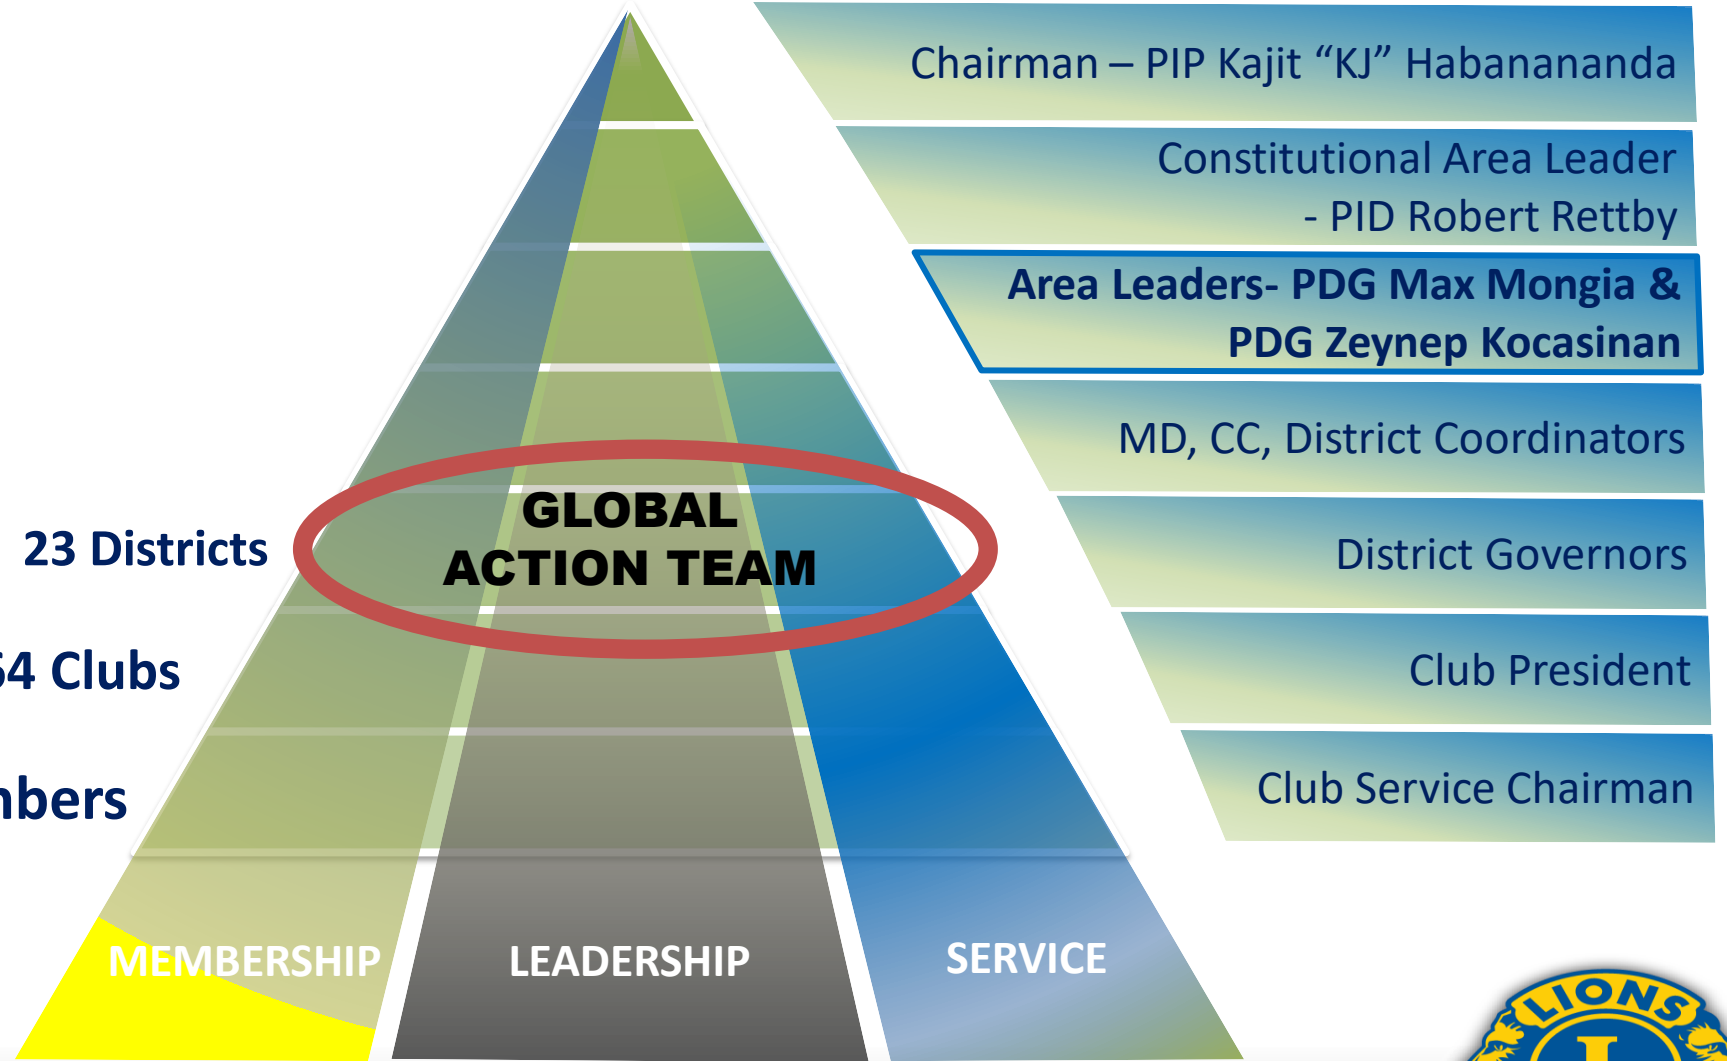 Chairman – PIP Kajit “KJ” Habanananda
Constitutional Area Leader
- PID Robert Rettby
Area Leaders- PDG Max Mongia &
PDG Zeynep Kocasinan
MD, CC, District Coordinators
GLOBAL
ACTION TEAM
23 Districts
District Governors
64 Clubs
Club President
mbers
Club Service Chairman
MEMBERSHIP
LEADERSHIP
SERVICE
LIONS
L